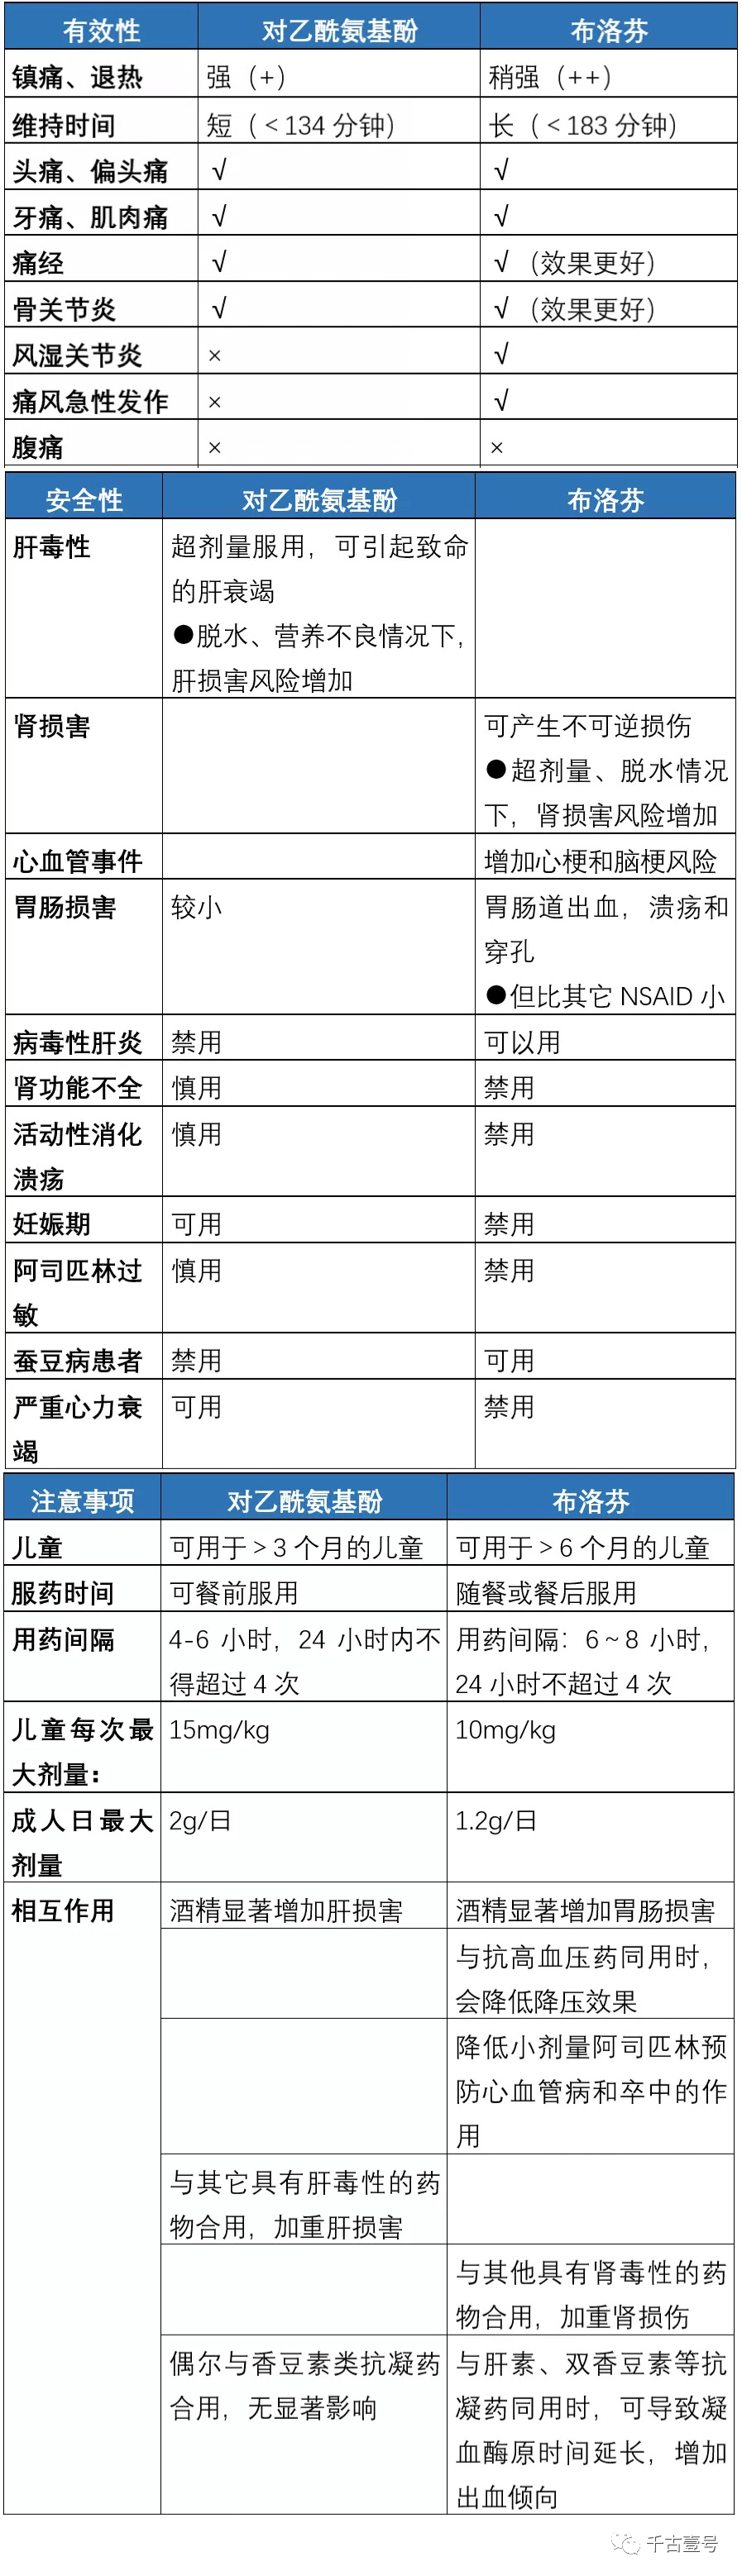 有效性 对乙酰氨基酚 布洛芬
镇痛、退热 强（+） 稍强（++）
维持时间 短（<134分钟） 长（<183分钟）
头痛、偏头痛 √ √
牙痛、肌肉痛 √ √
痛经 √ √（效果更好）
骨关节炎 √ √（效果更好）
风湿关节炎 × √
痛风急性发作 × √
腹痛 × ×
安全性 对乙酰氨基酚 布洛芬
肝毒性 超剂量服用，可引起致命
的肝衰竭
●脱水、营养不良情况下，
肝损害风险增加
肾损害 可产生不可逆损伤
●超剂量、脱水情况
下，肾损害风险增加
心血管事件 增加心梗和脑梗风险
胃肠损害 较小 胃肠道出血，溃疡和
穿孔
●但比其它 NSAID 小
病毒性肝炎 禁用 可以用
肾功能不全 慎用 禁用
活动性消化 慎用 禁用
溃疡
妊娠期 可用 禁用
阿司匹林过 慎用 禁用
敏
蚕豆病患者 禁用 可用
严重心力衰 可用 禁用
竭
注意事项 对乙酰氨基酚 布洛芬
儿童 可用于>3个月的儿童 可用于>6个月的儿童
服药时间 可餐前服用 随餐或餐后服用
用药间隔 4-6 小时，24 小时内不 用药间隔：6~8 小时，
得超过4次 24小时不超过4次
儿童每次最 15mg/kg 10mg/kg
大剂量：
成人日最大 2g/日 1.2g/日
剂量
相互作用 酒精显著增加肝损害 酒精显著增加胃肠损害
与抗高血压药同用时，
会降低降压效果
降低小剂量阿司匹林预
防心血管病和卒中的作
用
与其它具有肝毒性的药
物合用，加重肝损害
与其他具有肾毒性的药
物合用，加重肾损伤
偶尔与香豆素类抗凝药 与肝素、双香豆素等抗
合用，无显著影响 凝药同用时，可导致凝
血酶原时间延长，增加
出血倾向
千古壹号